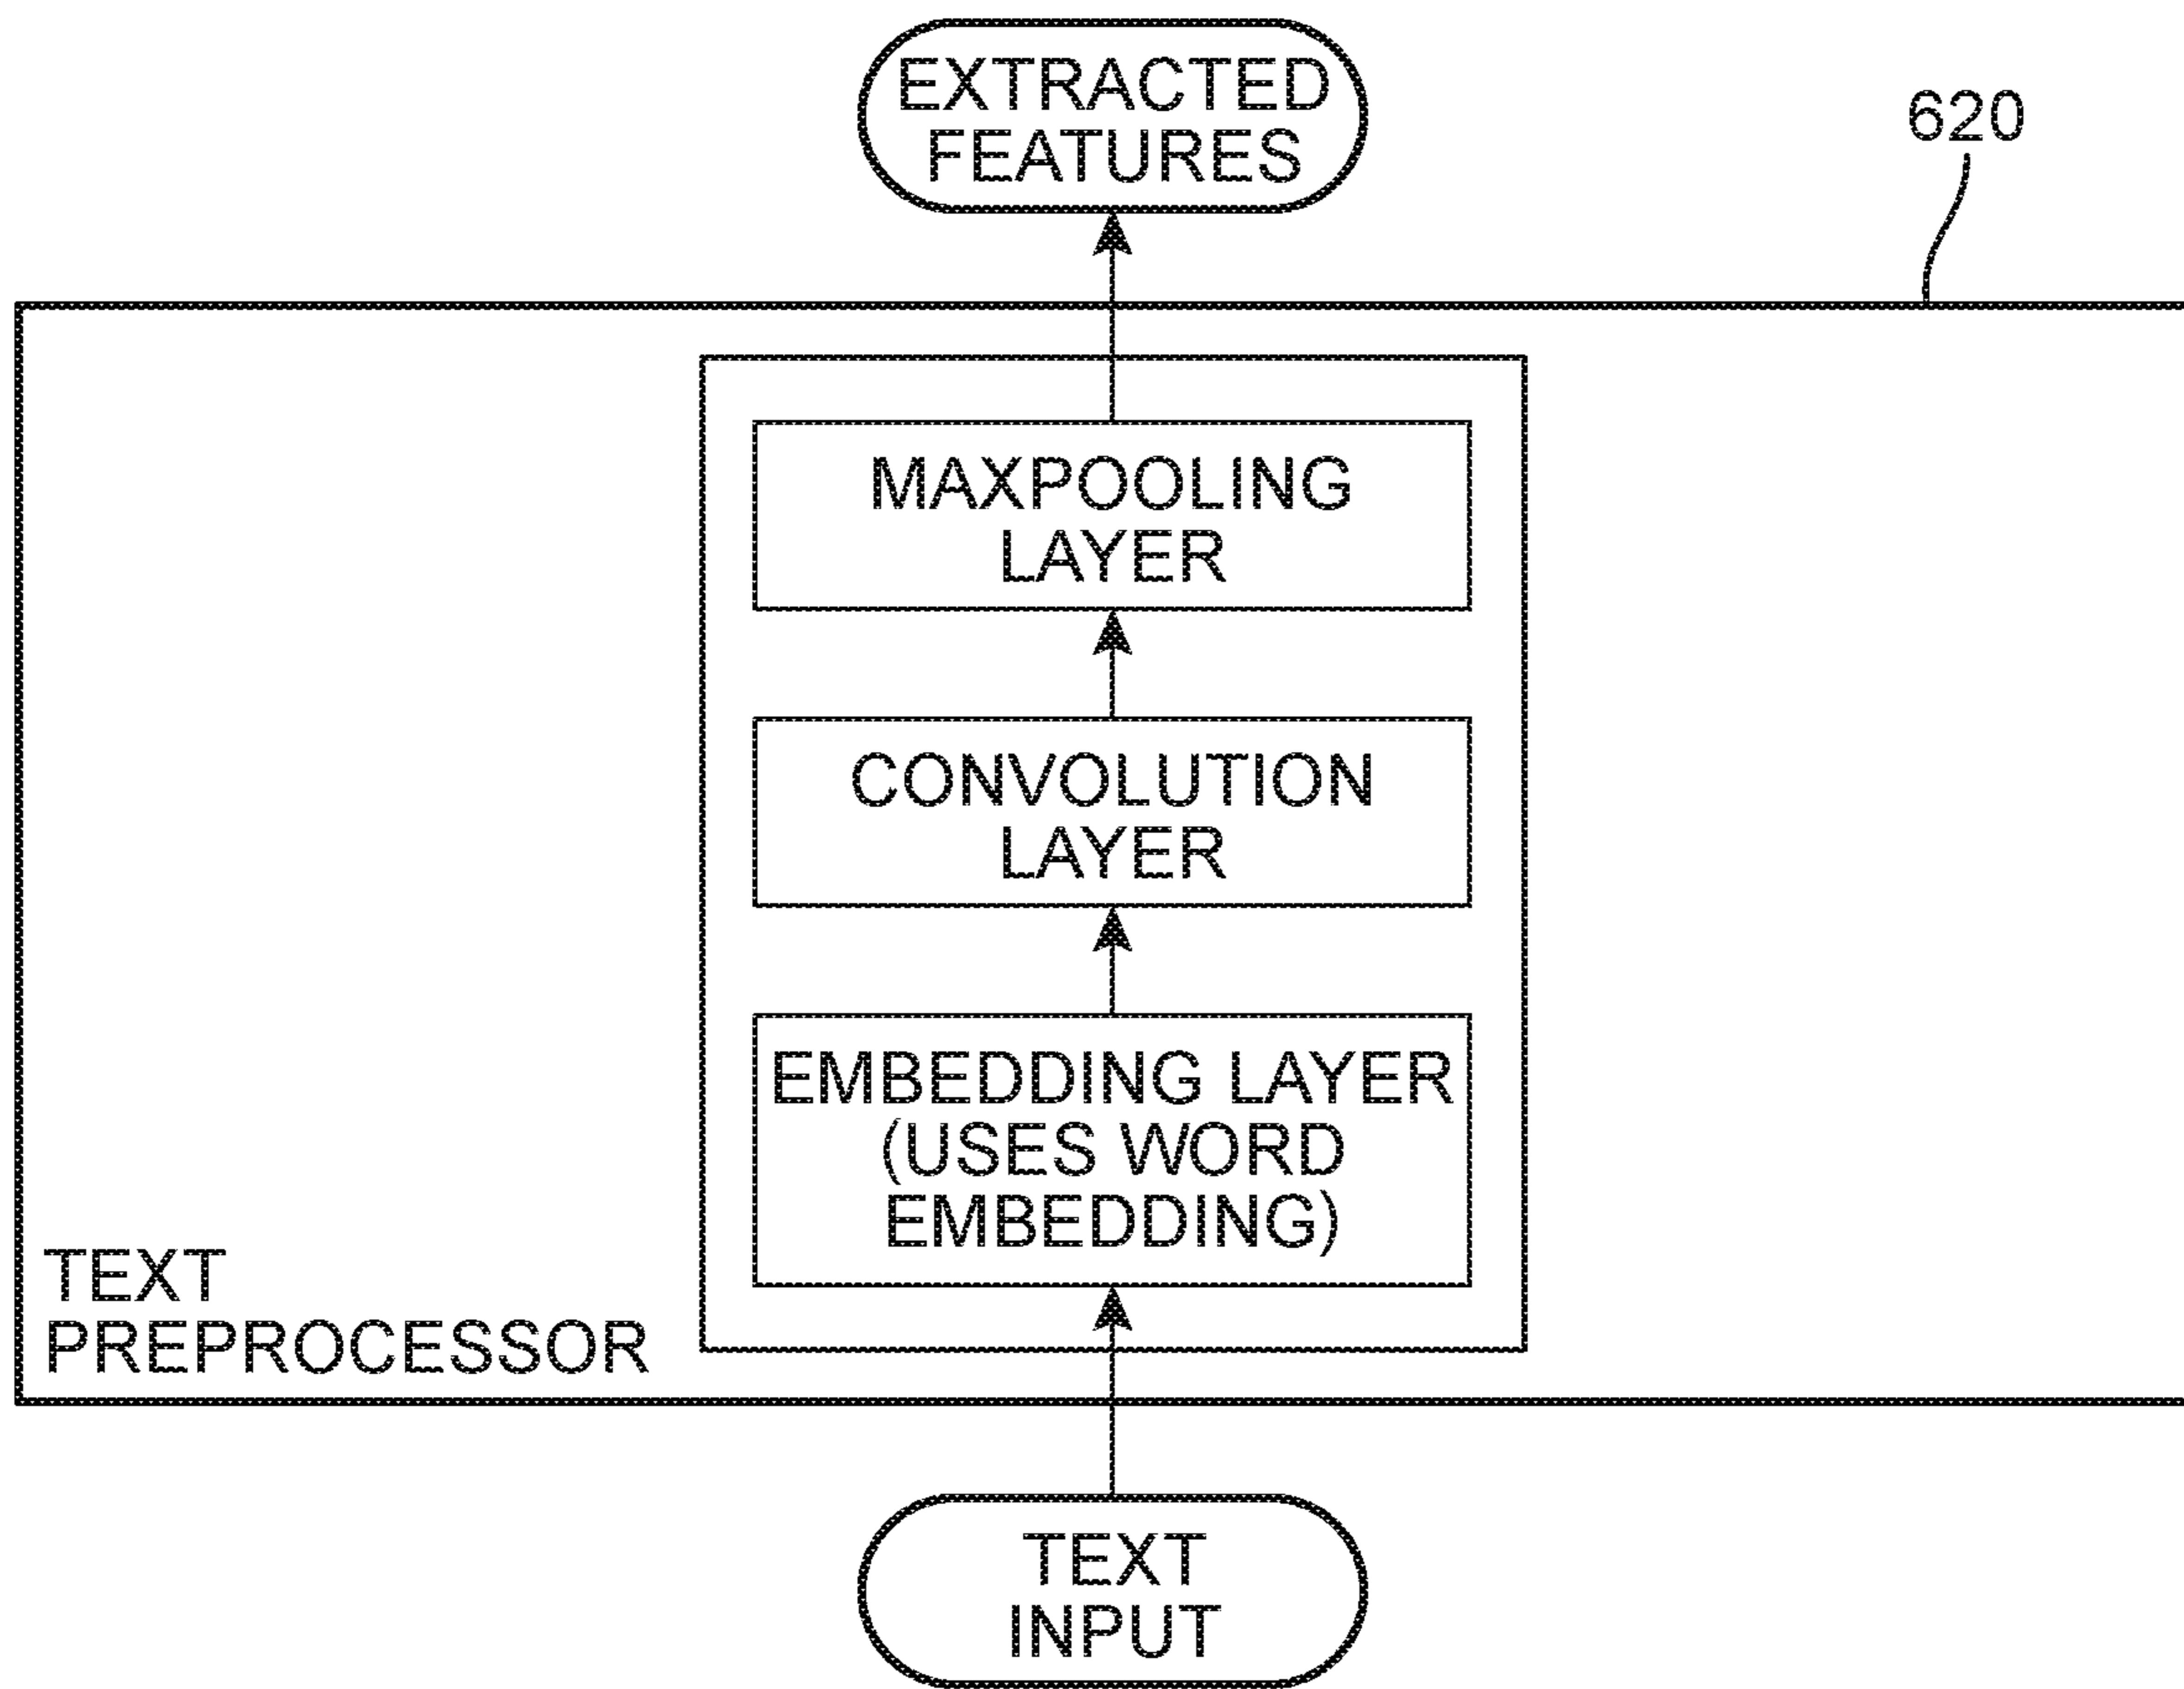 EXTRACTED
FEATURES
620
MAXPOOLING
LAYER
CONVOLUTION
LAYER
EMBEDDING LAYER
(USES WORD
EMBEDDING)
TEXT
PREPROCESSOR
TEXT
INPUT